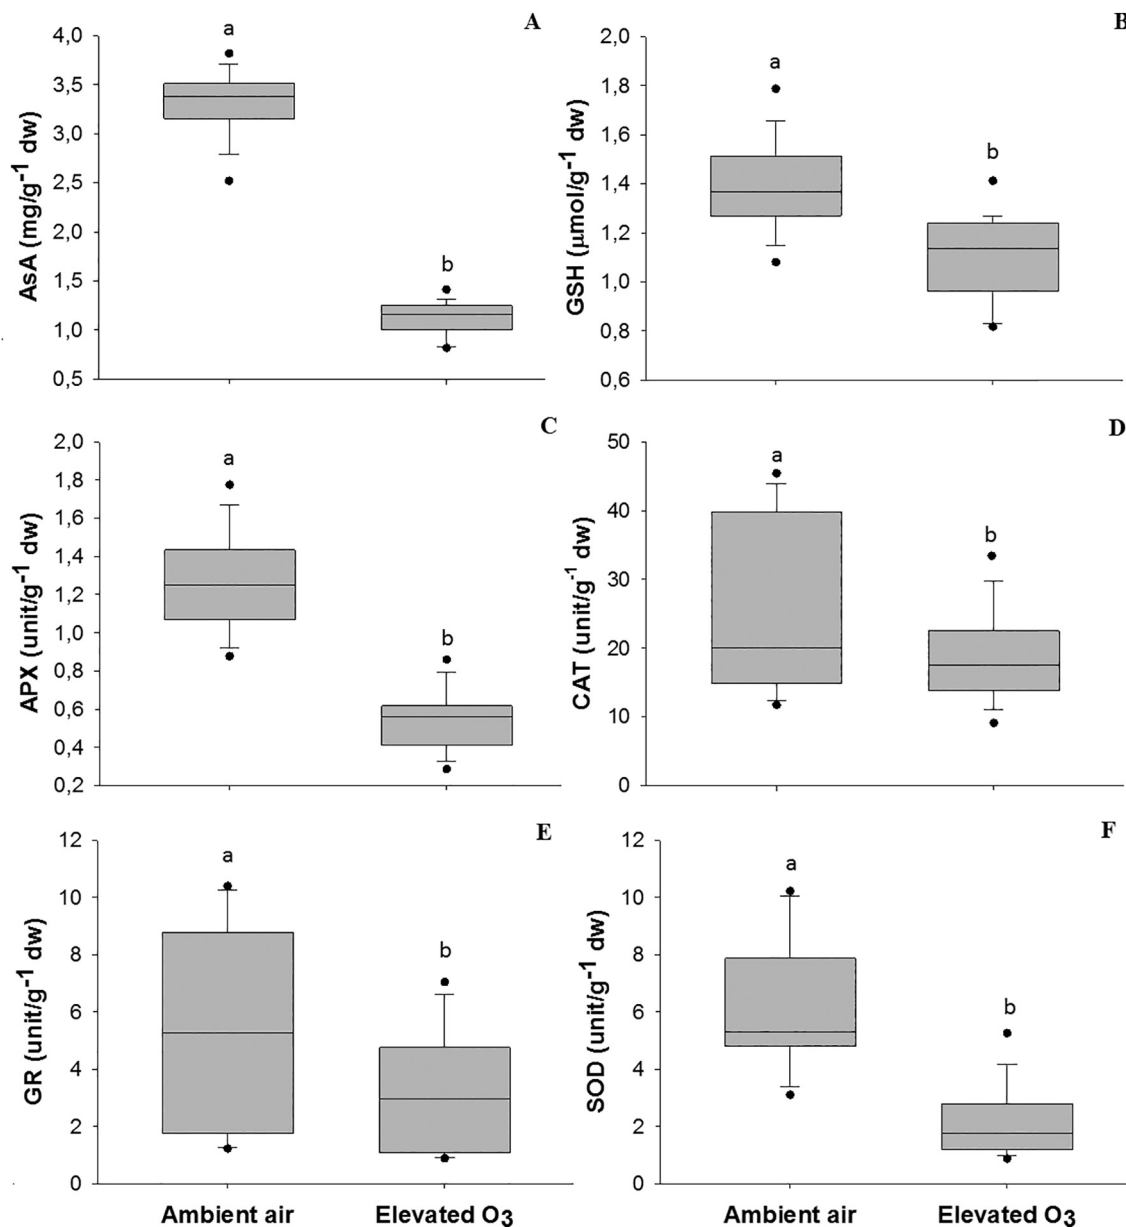 A
4,0
3,5
3,0
2,5
2,0
1,5
1,0
0,5
AsA (mg/g⁻¹ dw)
a
b
B
2,0
1,8
1,6
1,4
1,2
1,0
0,8
0,6
GSH (µmol/g⁻¹ dw)
a
b
C
2,0
1,8
1,6
1,4
1,2
1,0
0,8
0,6
0,4
0,2
APX (unit/g⁻¹ dw)
a
b
D
50
40
30
20
10
0
CAT (unit/g⁻¹ dw)
a
b
E
12
10
8
6
4
2
0
GR (unit/g⁻¹ dw)
a
b
Ambient air
Elevated O₃
F
12
10
8
6
4
2
0
SOD (unit/g⁻¹ dw)
a
b
Ambient air
Elevated O₃